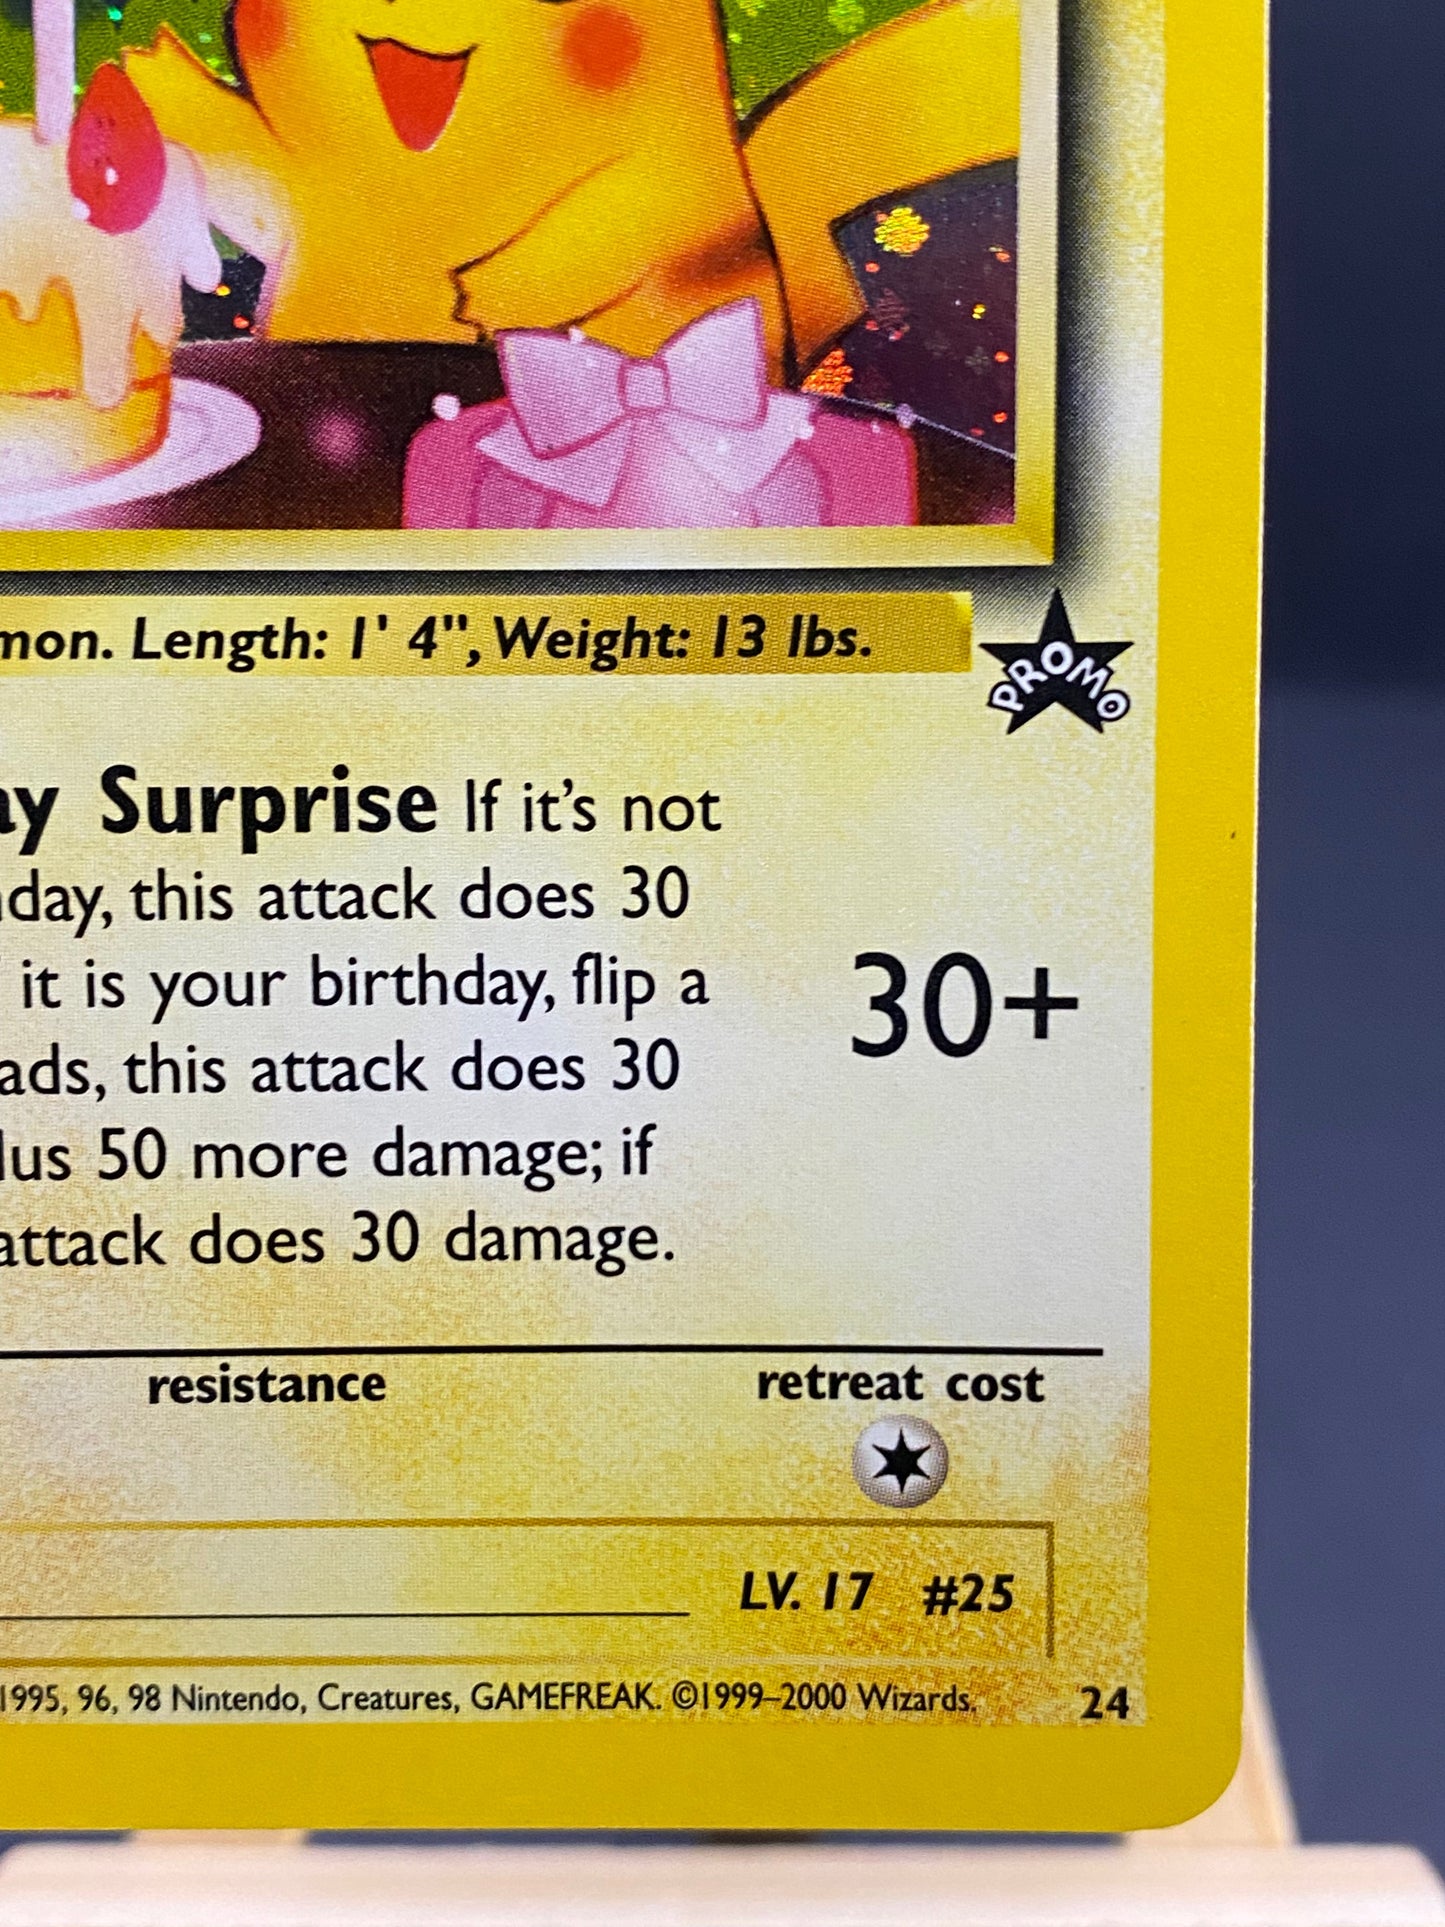 mon. Length: 1' 4", Weight: 13 lbs.
PROMO
ay Surprise If it's not
day, this attack does 30
it is your birthday, flip a
30+
ads, this attack does 30
lus 50 more damage; if
attack does 30 damage.
resistance retreat cost
LV. 17 #25
1995, 96, 98 Nintendo, Creatures, GAMEFREAK. ©1999–2000 Wizards. 24